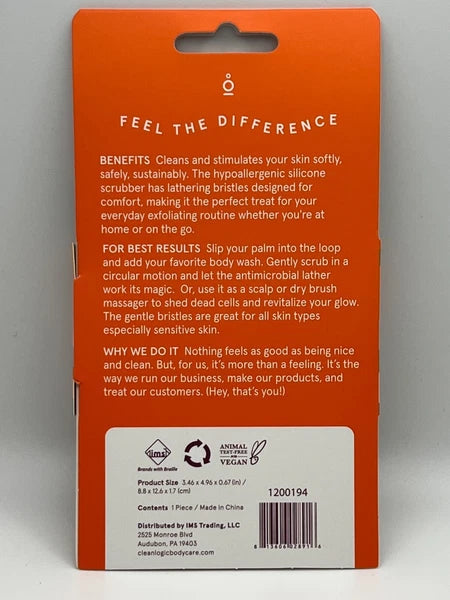 FEEL THE DIFFERENCE
BENEFITS Cleans and stimulates your skin softly,
safely, sustainably. The hypoallergenic silicone
scrubber has lathering bristles designed for
comfort, making it the perfect treat for your
everyday exfoliating routine whether you're at
home or on the go.
FOR BEST RESULTS Slip your palm into the loop
and add your favorite body wash. Gently scrub in a
circular motion and let the antimicrobial lather
work its magic. Or, use it as a scalp or dry brush
massager to shed dead cells and revitalize your glow.
The gentle bristles are great for all skin types
especially sensitive skin.
WHY WE DO IT Nothing feels as good as being nice
and clean. But, for us, it's more than a feeling. It's the
way we run our business, make our products, and
treat our customers. (Hey, that's you!)
ims
Brands with Braille
ANIMAL
TEST-FREE
AND
VEGAN
Product Size 3.46 x 4.96 x 0.67 (in) /
8.8 x 12.6 x 1.7 (cm)
Contents 1 Piece / Made in China
Distributed by IMS Trading, LLC
2525 Monroe Blvd
Audubon, PA 19403
cleanlogicbodycare.com
1200194
8 13606 02891 6